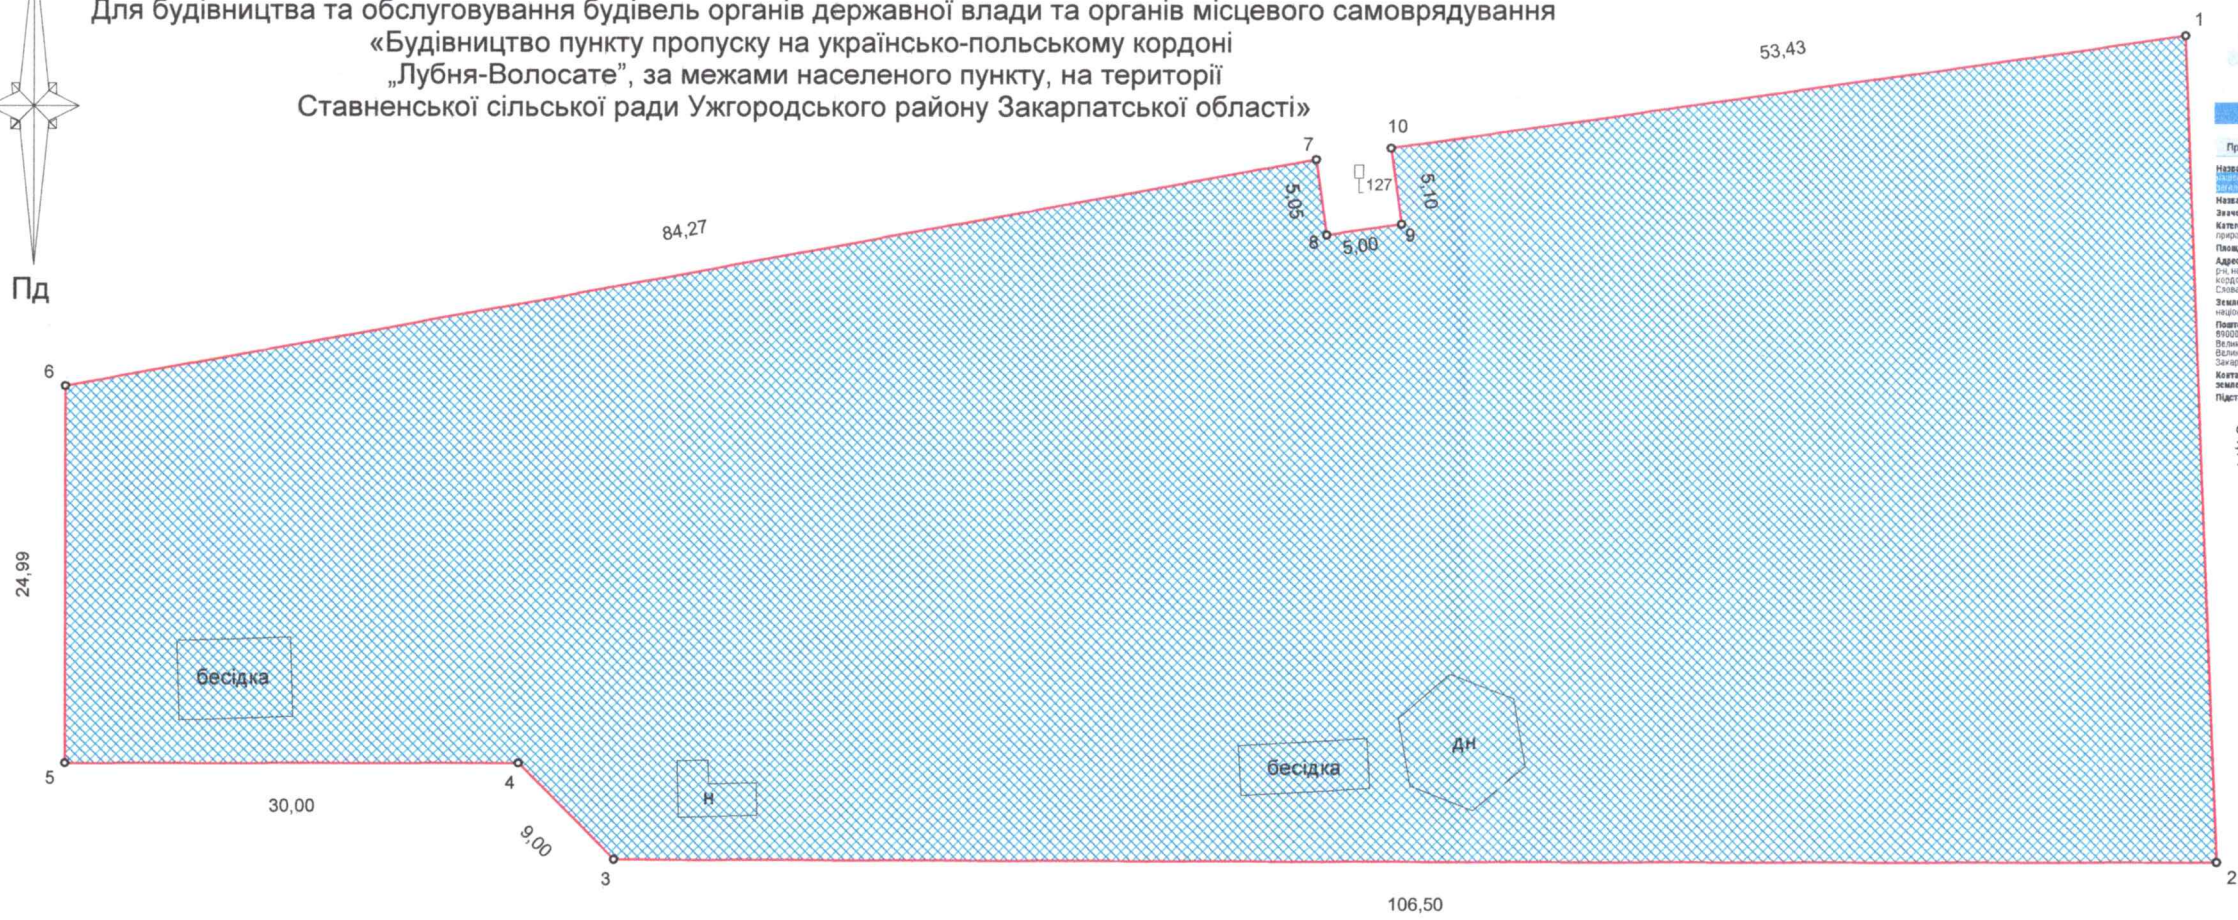 Для будівництва та обслуговування будівель органів державної влади та органів місцевого самоврядування
«Будівництво пункту пропуску на українсько-польському кордоні
„Лубня-Волосате”, за межами населеного пункту, на території
Ставненської сільської ради Ужгородського району Закарпатської області»
1
53,43
10
7
127
5,05
5,10
8
5,00
9
84,27
Пд
6
24,99
бесідка
5
30,00
4
9,00
н
бесідка
дн
3
106,50
2